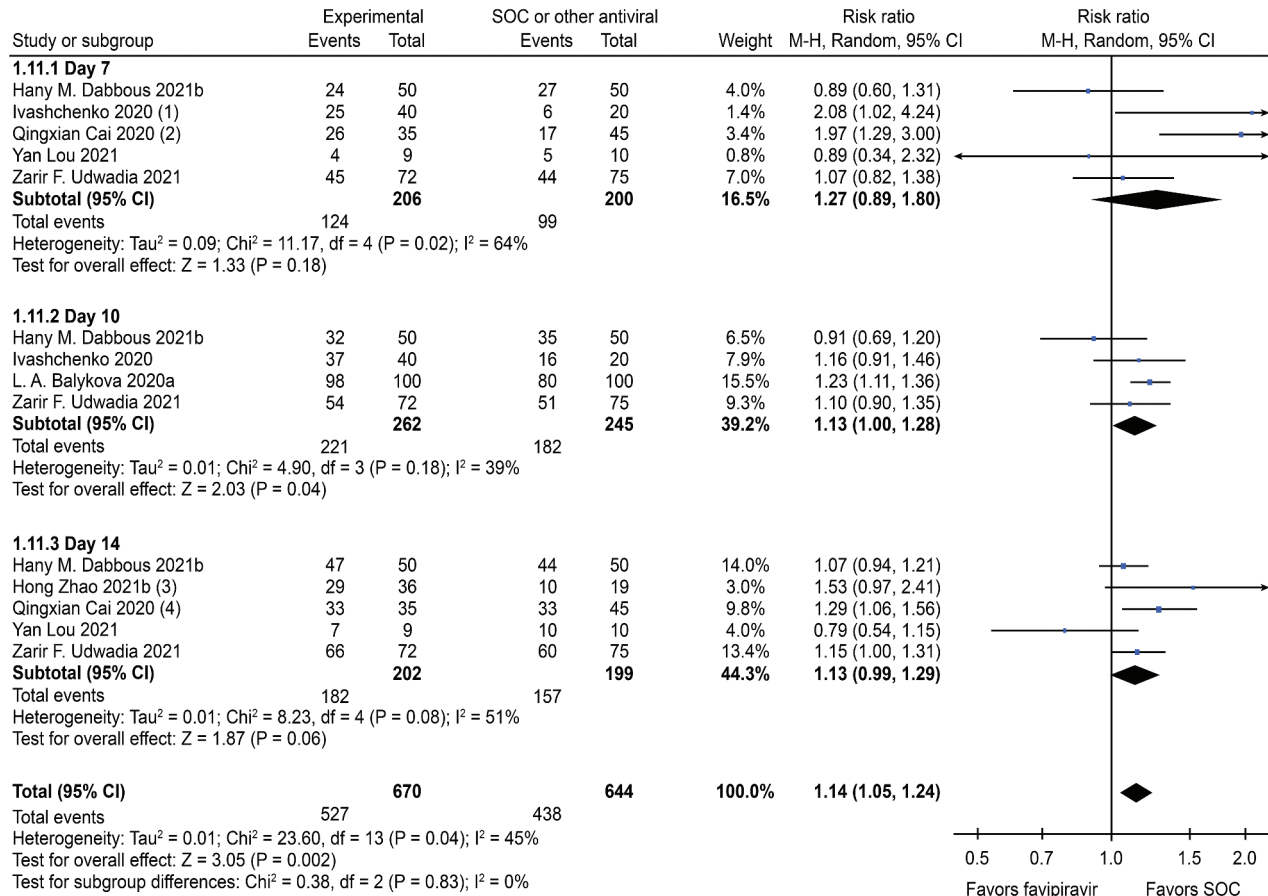 Experimental SOC or other antiviral Risk ratio Risk ratio
Study or subgroup Events Total Events Total Weight M-H, Random, 95% CI M-H, Random, 95% CI
1.11.1 Day 7
Hany M. Dabbous 2021b 24 50 27 50 4.0% 0.89 (0.60, 1.31)
Ivashchenko 2020 (1) 25 40 6 20 1.4% 2.08 (1.02, 4.24)
Qingxian Cai 2020 (2) 26 35 17 45 3.4% 1.97 (1.29, 3.00)
Yan Lou 2021 4 9 5 10 0.8% 0.89 (0.34, 2.32)
Zarir F. Udwadia 2021 45 72 44 75 7.0% 1.07 (0.82, 1.38)
Subtotal (95% CI) 206 200 16.5% 1.27 (0.89, 1.80)
Total events 124 99
Heterogeneity: Tau² = 0.09; Chi² = 11.17, df = 4 (P = 0.02); I² = 64%
Test for overall effect: Z = 1.33 (P = 0.18)
1.11.2 Day 10
Hany M. Dabbous 2021b 32 50 35 50 6.5% 0.91 (0.69, 1.20)
Ivashchenko 2020 37 40 16 20 7.9% 1.16 (0.91, 1.46)
L. A. Balykova 2020a 98 100 80 100 15.5% 1.23 (1.11, 1.36)
Zarir F. Udwadia 2021 54 72 51 75 9.3% 1.10 (0.90, 1.35)
Subtotal (95% CI) 262 245 39.2% 1.13 (1.00, 1.28)
Total events 221 182
Heterogeneity: Tau² = 0.01; Chi² = 4.90, df = 3 (P = 0.18); I² = 39%
Test for overall effect: Z = 2.03 (P = 0.04)
1.11.3 Day 14
Hany M. Dabbous 2021b 47 50 44 50 14.0% 1.07 (0.94, 1.21)
Hong Zhao 2021b (3) 29 36 10 19 3.0% 1.53 (0.97, 2.41)
Qingxian Cai 2020 (4) 33 35 33 45 9.8% 1.29 (1.06, 1.56)
Yan Lou 2021 7 9 10 10 4.0% 0.79 (0.54, 1.15)
Zarir F. Udwadia 2021 66 72 60 75 13.4% 1.15 (1.00, 1.31)
Subtotal (95% CI) 202 199 44.3% 1.13 (0.99, 1.29)
Total events 182 157
Heterogeneity: Tau² = 0.01; Chi² = 8.23, df = 4 (P = 0.08); I² = 51%
Test for overall effect: Z = 1.87 (P = 0.06)
Total (95% CI) 670 644 100.0% 1.14 (1.05, 1.24)
Total events 527 438
Heterogeneity: Tau² = 0.01; Chi² = 23.60, df = 13 (P = 0.04); I² = 45%
Test for overall effect: Z = 3.05 (P = 0.002)
Test for subgroup differences: Chi² = 0.38, df = 2 (P = 0.83); I² = 0%
0.5 0.7 1.0 1.5 2.0
Favors favipiravir Favors SOC